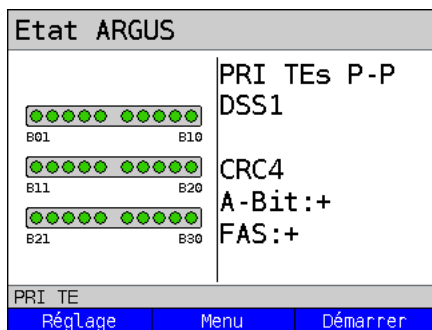 Etat ARGUS
PRI TEs P-P
DSS1
B01 B10
CRC4
B11 B20
A-Bit:+
FAS:+
B21 B30
PRI TE
Réglage Menu Démarrer